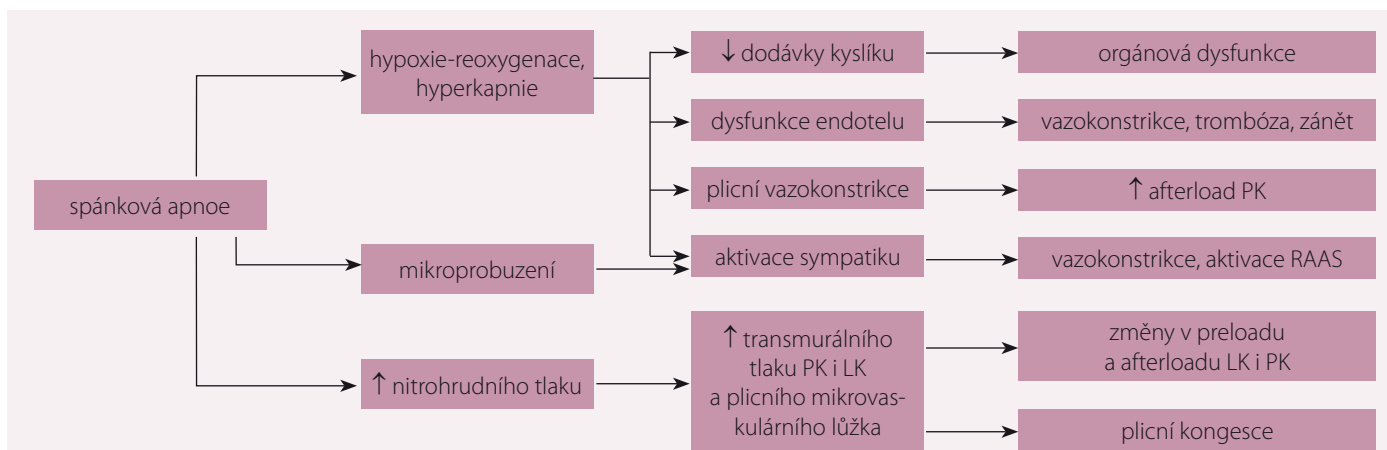 spánková apnoe
hypoxie-reoxygenace,
hyperkapnie
mikroprobuzení
↑ nitrohrudního tlaku
↓ dodávky kyslíku
dysfunkce endotelu
plicní vazokonstrikce
aktivace sympatiku
↑ transmurálního
tlaku PK i LK
a plicního mikrovas-
kulárního lůžka
orgánová dysfunkce
vazokonstrikce, trombóza, zánět
↑ afterload PK
vazokonstrikce, aktivace RAAS
změny v preloadu
a afterloadu LK i PK
plicní kongesce